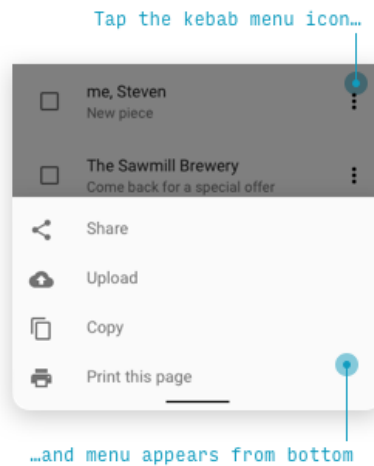 Tap the kebab menu icon…
me, Steven
New piece
The Sawmill Brewery
Come back for a special offer
Share
Upload
Copy
Print this page
…and menu appears from bottom